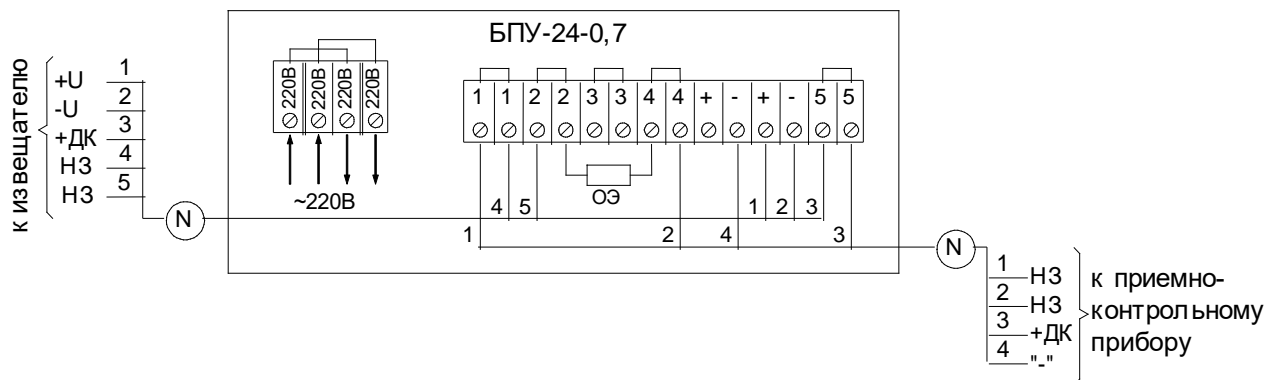 БПУ-24-0,7
к извещателю
+U 1
-U 2
+ДК 3
НЗ 4
НЗ 5
220В 220В 220В 220В
~220В
1 1 2 2 3 3 4 4 + - + - 5 5
ОЭ
4 5 1 2 3
1 2 4 3
N
N
1 НЗ
2 НЗ
3 +ДК
4 "-"
к приемно-
контрольному
прибору